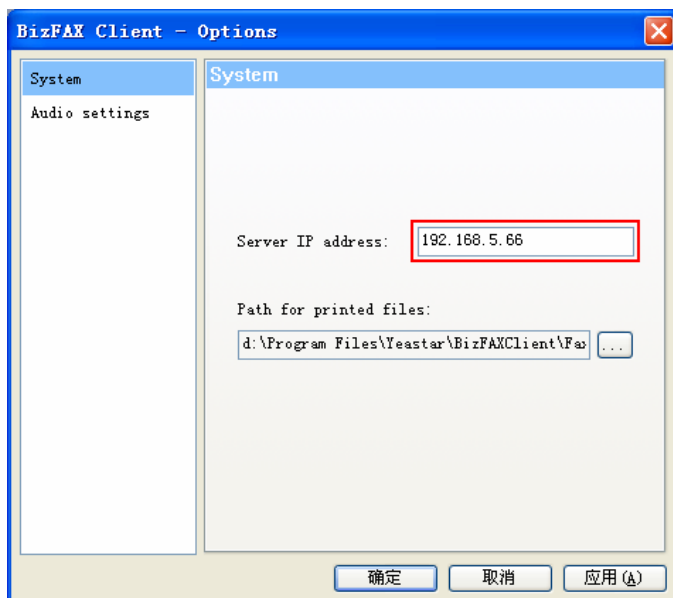 BizFAX Client - Options
System
Audio settings
System
Server IP address:
192.168.5.66
Path for printed files:
d:\Program Files\Yeastar\BizFAXClient\Fax
...
确定
取消
应用(A)